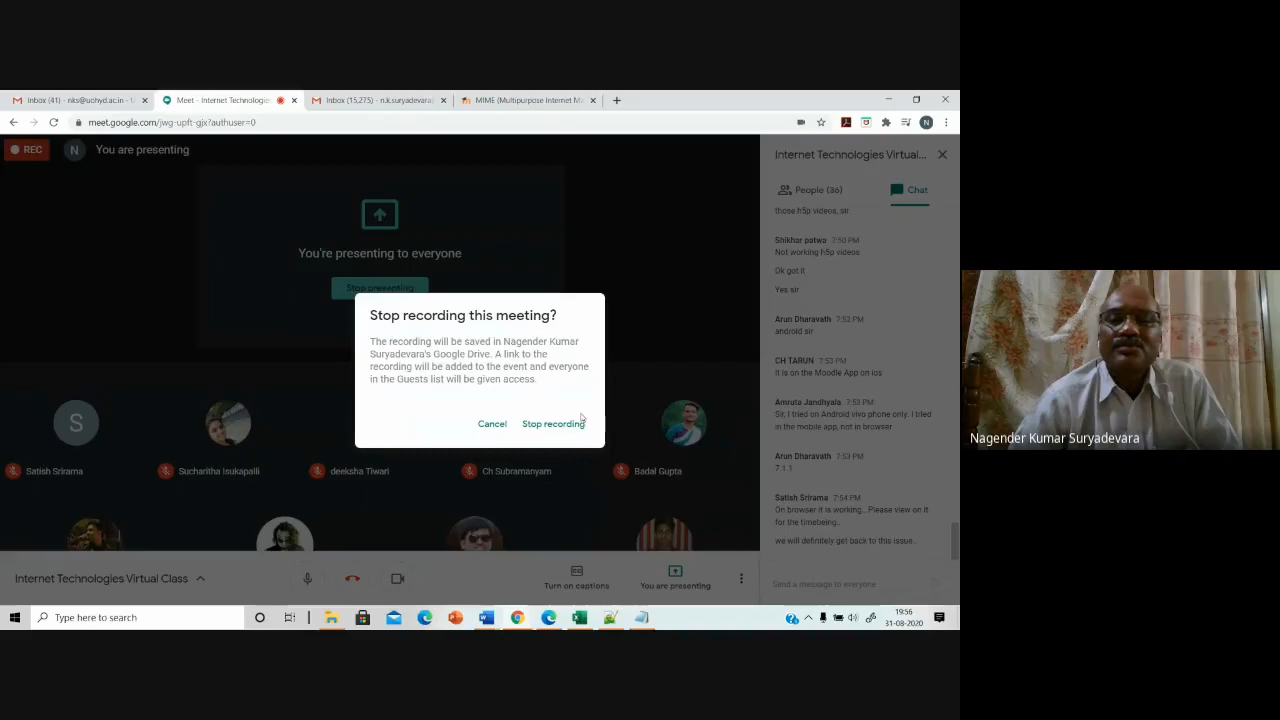 Inbox (41) - nks@uohyd.ac.in -
Meet - Internet Technologies
Inbox (15,275) - n.k.suryadevara
MIME (Multipurpose Internet Ma
meet.google.com/jwg-upft-gjx?authuser=0
N
REC
N
You are presenting
You're presenting to everyone
Stop presenting
Stop recording this meeting?
The recording will be saved in Nagender Kumar
Suryadevara's Google Drive. A link to the
recording will be added to the event and everyone
in the Guests list will be given access.
Cancel
Stop recording
S
Satish Srirama
Sucharitha Isukapalli
deeksha Tiwari
Ch Subramanyam
Badal Gupta
Internet Technologies Virtual Class
Turn on captions
You are presenting
Internet Technologies Virtual...
People (36)
Chat
those h5p videos, sir
Shikhar patwa 7:50 PM
Not working h5p videos
Ok got it
Yes sir
Arun Dharavath 7:53 PM
android sir
CH TARUN 7:53 PM
It is on the Moodle App on ios
Amruta Jandhyala 7:53 PM
Sir, I tried on Android vivo phone only. I tried
in the mobile app, not in browser
Arun Dharavath 7:53 PM
7.1.1
Satish Srirama 7:54 PM
On browser it is working...Please view on it
for the timebeing..
we will definitely get back to this issue..
Send a message to everyone
Type here to search
19:56
31-08-2020
Nagender Kumar Suryadevara